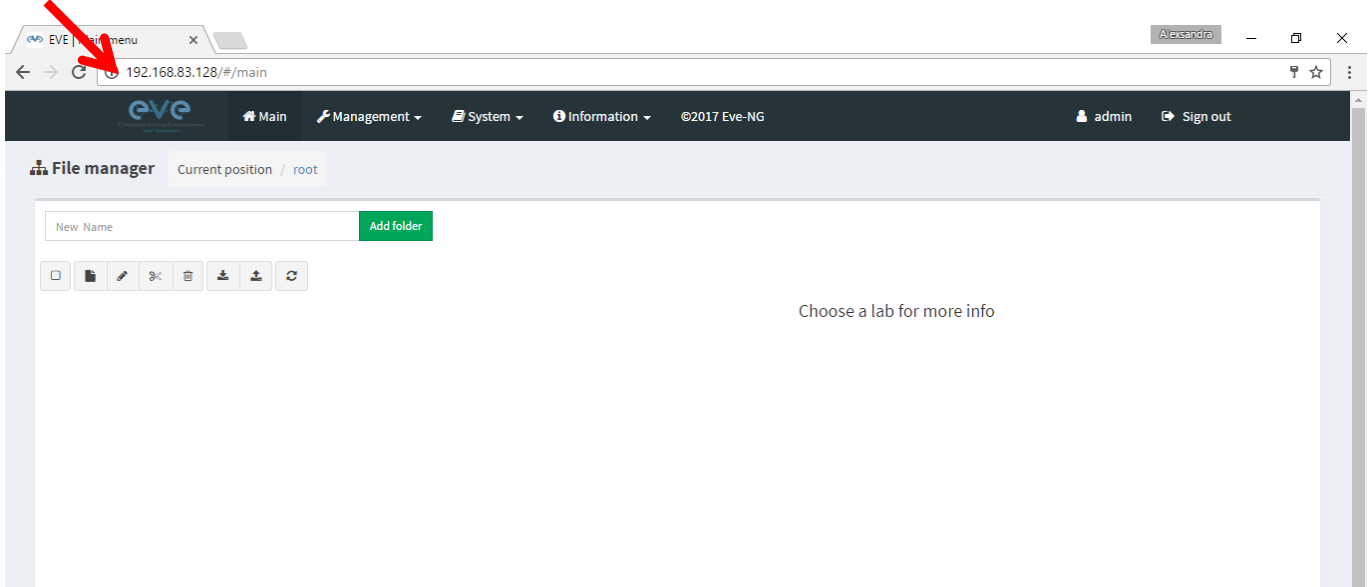 EVE | Main menu
Alexsandra
192.168.83.128/#/main
eve
Main
Management
System
Information
©2017 Eve-NG
admin
Sign out
File manager
Current position / root
New Name
Add folder
Choose a lab for more info